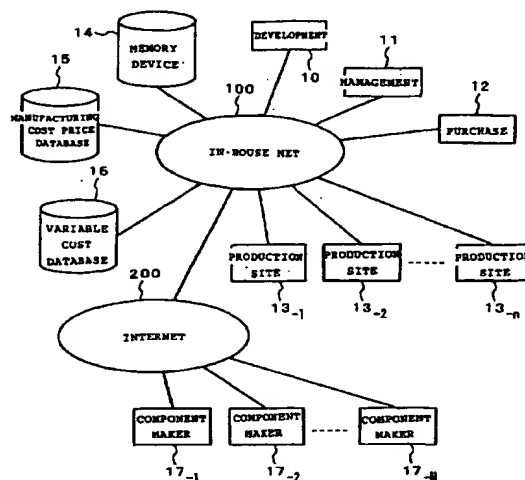 14
MEMORY
DEVICE
DEVELOPMENT
10
11
MANAGEMENT
15
MANUFACTURING
COST PRICE
DATABASE
100
IN-HOUSE NET
12
PURCHASE
16
VARIABLE
COST
DATABASE
PRODUCTION
SITE
13-1
PRODUCTION
SITE
13-2
PRODUCTION
SITE
13-n
200
INTERNET
COMPONENT
MAKER
17-1
COMPONENT
MAKER
17-2
COMPONENT
MAKER
17-N